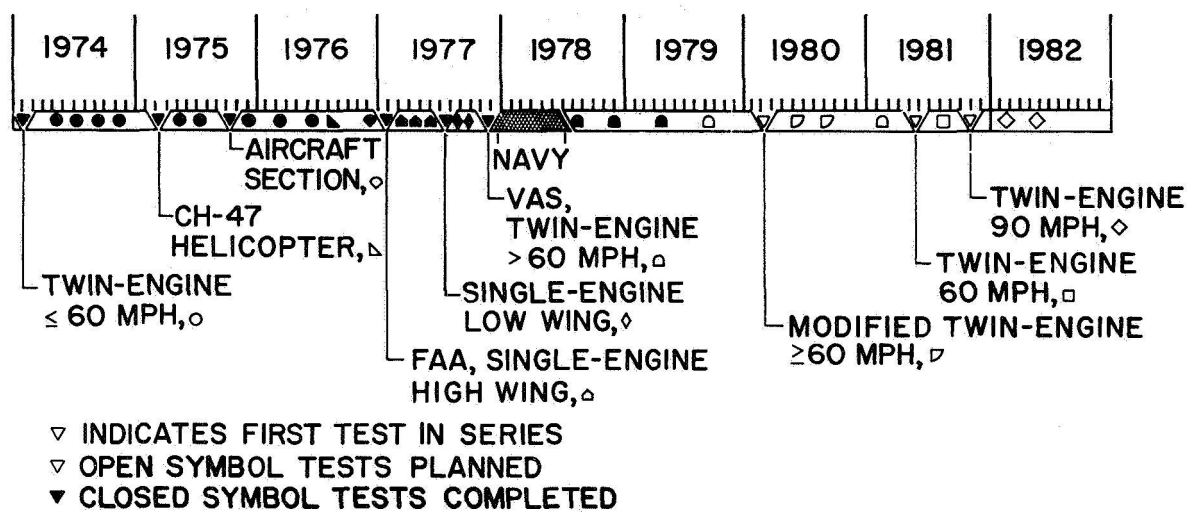 1974 1975 1976 1977 1978 1979 1980 1981 1982
AIRCRAFT
SECTION,
NAVY
CH-47
HELICOPTER,
VAS,
TWIN-ENGINE
> 60 MPH,
TWIN-ENGINE
90 MPH,
TWIN-ENGINE
≤ 60 MPH,
SINGLE-ENGINE
LOW WING,
TWIN-ENGINE
60 MPH,
MODIFIED TWIN-ENGINE
≥60 MPH,
FAA, SINGLE-ENGINE
HIGH WING,
▽ INDICATES FIRST TEST IN SERIES
▽ OPEN SYMBOL TESTS PLANNED
▼ CLOSED SYMBOL TESTS COMPLETED